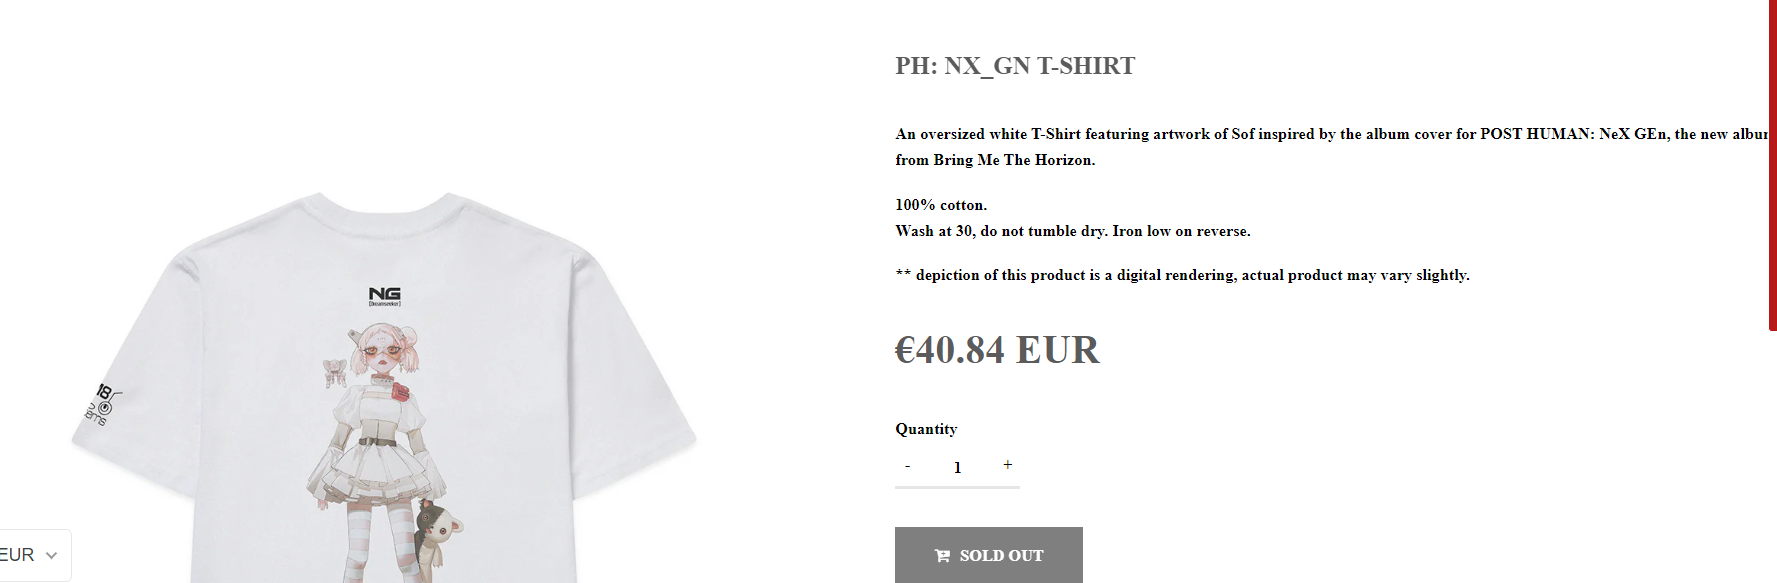 PH: NX_GN T-SHIRT
An oversized white T-Shirt featuring artwork of Sof inspired by the album cover for POST HUMAN: NeX GEn, the new
from Bring Me The Horizon.
100% cotton.
Wash at 30, do not tumble dry. Iron low on reverse.
** depiction of this product is a digital rendering, actual product may vary slightly.
€40.84 EUR
Quantity
- 1 +
SOLD OUT
NG
[Dreamseeker]
18
EUR